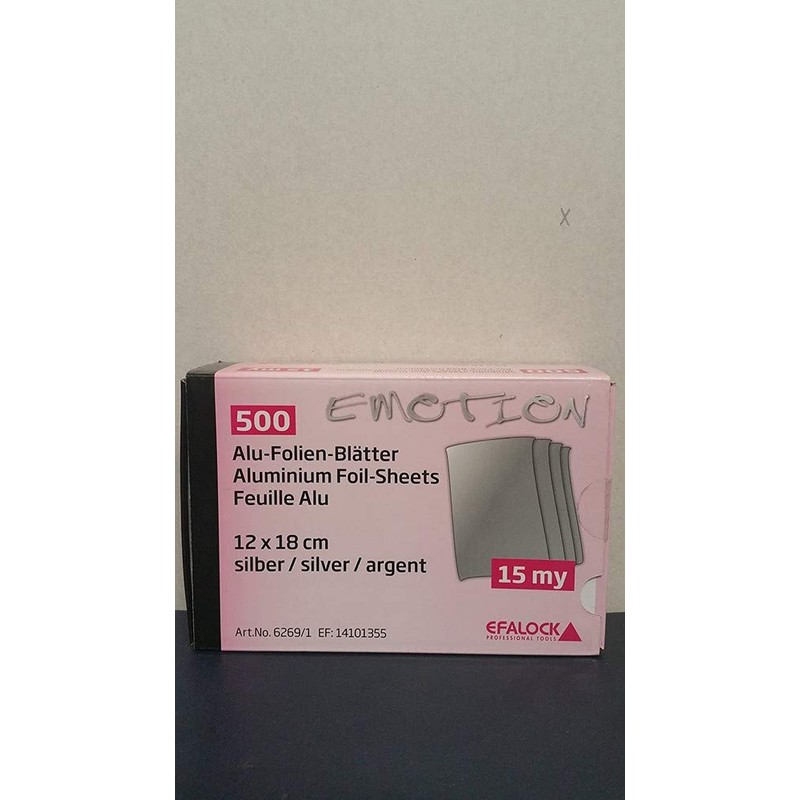 X
EMOTION
500
Alu-Folien-Blätter
Aluminium Foil-Sheets
Feuille Alu
12 x 18 cm
silber / silver / argent
15 my
Art.No. 6269/1 EF: 14101355
EFALOCK
PROFESSIONAL TOOLS